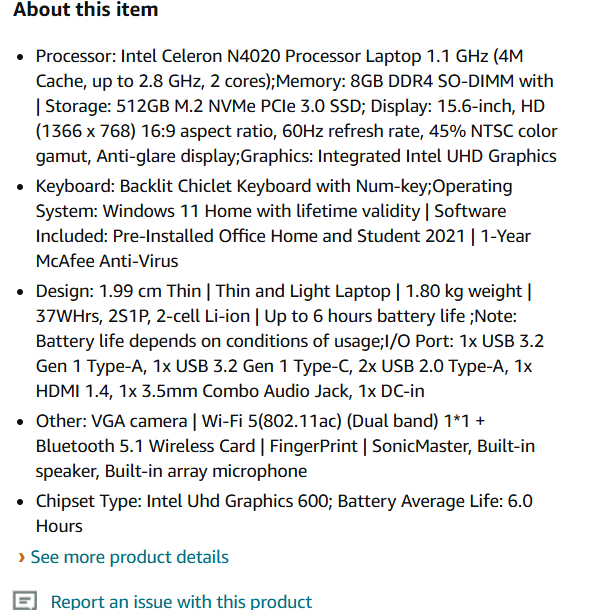 About this item
• Processor: Intel Celeron N4020 Processor Laptop 1.1 GHz (4M
Cache, up to 2.8 GHz, 2 cores);Memory: 8GB DDR4 SO-DIMM with
| Storage: 512GB M.2 NVMe PCIe 3.0 SSD; Display: 15.6-inch, HD
(1366 x 768) 16:9 aspect ratio, 60Hz refresh rate, 45% NTSC color
gamut, Anti-glare display;Graphics: Integrated Intel UHD Graphics
• Keyboard: Backlit Chiclet Keyboard with Num-key;Operating
System: Windows 11 Home with lifetime validity | Software
Included: Pre-Installed Office Home and Student 2021 | 1-Year
McAfee Anti-Virus
• Design: 1.99 cm Thin | Thin and Light Laptop | 1.80 kg weight |
37WHrs, 2S1P, 2-cell Li-ion | Up to 6 hours battery life ;Note:
Battery life depends on conditions of usage;I/O Port: 1x USB 3.2
Gen 1 Type-A, 1x USB 3.2 Gen 1 Type-C, 2x USB 2.0 Type-A, 1x
HDMI 1.4, 1x 3.5mm Combo Audio Jack, 1x DC-in
• Other: VGA camera | Wi-Fi 5(802.11ac) (Dual band) 1*1 +
Bluetooth 5.1 Wireless Card | FingerPrint | SonicMaster, Built-in
speaker, Built-in array microphone
• Chipset Type: Intel Uhd Graphics 600; Battery Average Life: 6.0
Hours
› See more product details
Report an issue with this product